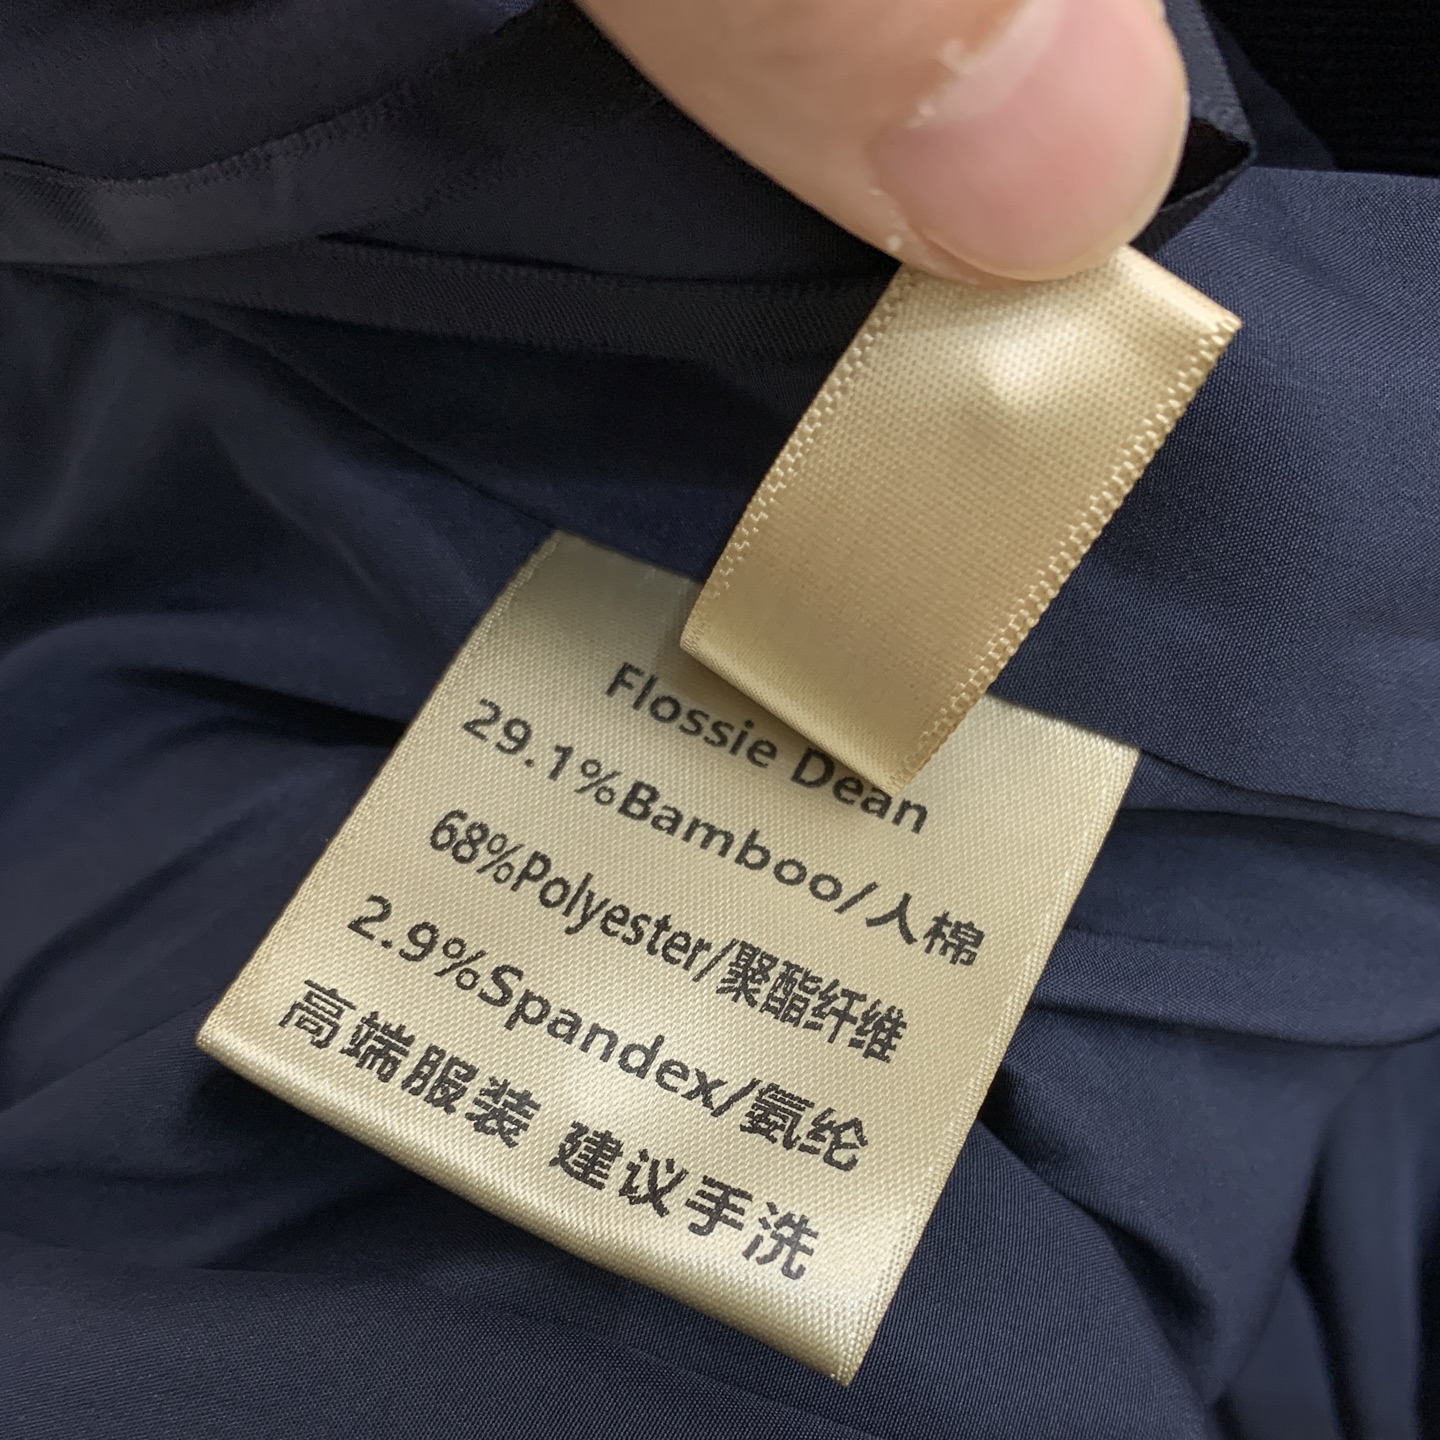 Flossie Dean
29.1%Bamboo/人棉
68%Polyester/聚酯纤维
2.9%Spandex/氨纶
高端服装 建议手洗